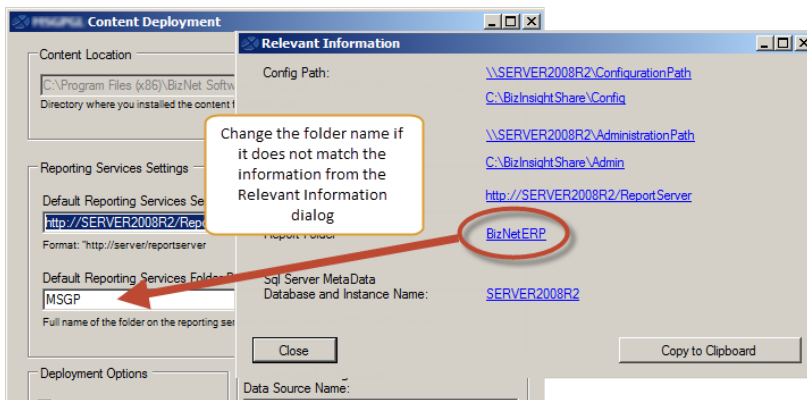 Content Deployment
Content Location
C:\Program Files (x86)\BizNet Softw
Directory where you installed the content f
Reporting Services Settings
Default Reporting Services Se
http://SERVER2008R2/Repo
Format: "http://server/reportserver
Default Reporting Services Folder
MSGP
Full name of the folder on the reporting ser
Deployment Options
Relevant Information
Config Path:
\\SERVER2008R2\ConfigurationPath
C:\BizInsightShare\Config
\\SERVER2008R2\AdministrationPath
C:\BizInsightShare\Admin
http://SERVER2008R2/ReportServer
Report Folder
BizNetERP
Sql Server MetaData
Database and Instance Name:
SERVER2008R2
Close
Copy to Clipboard
Data Source Name:
Change the folder name if
it does not match the
information from the
Relevant Information
dialog